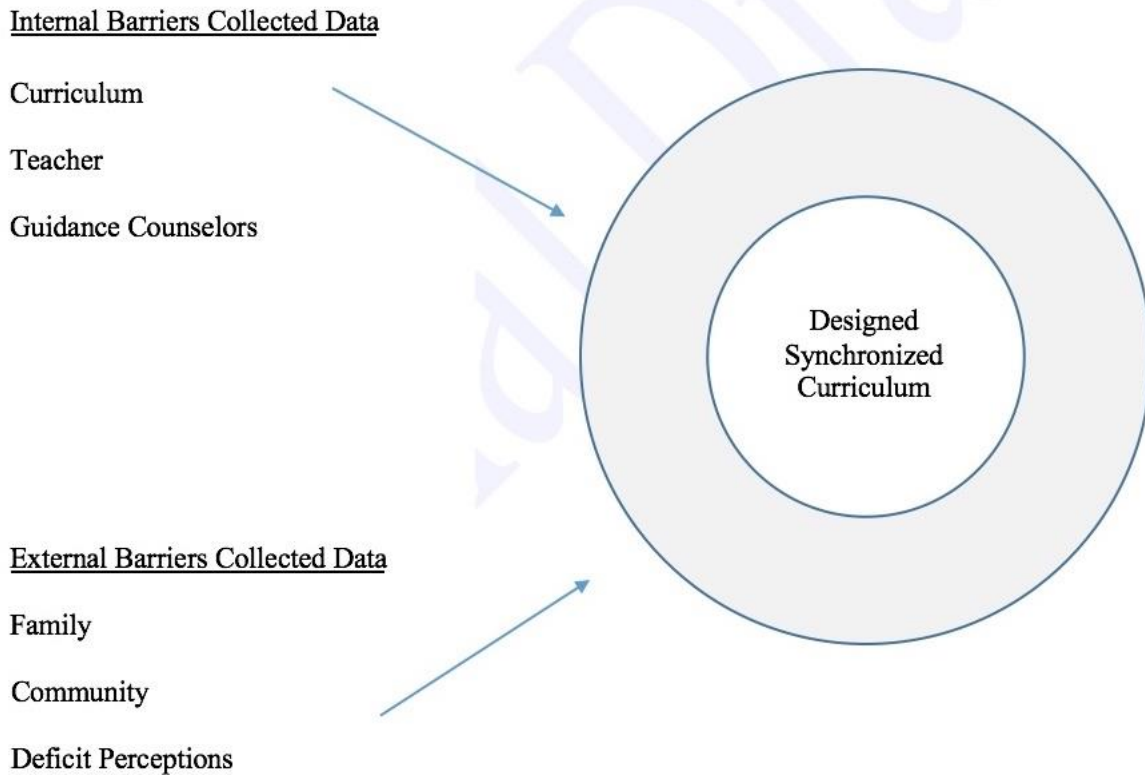 Internal Barriers Collected Data
Curriculum
Teacher
Guidance Counselors
Designed
Synchronized
Curriculum
External Barriers Collected Data
Family
Community
Deficit Perceptions